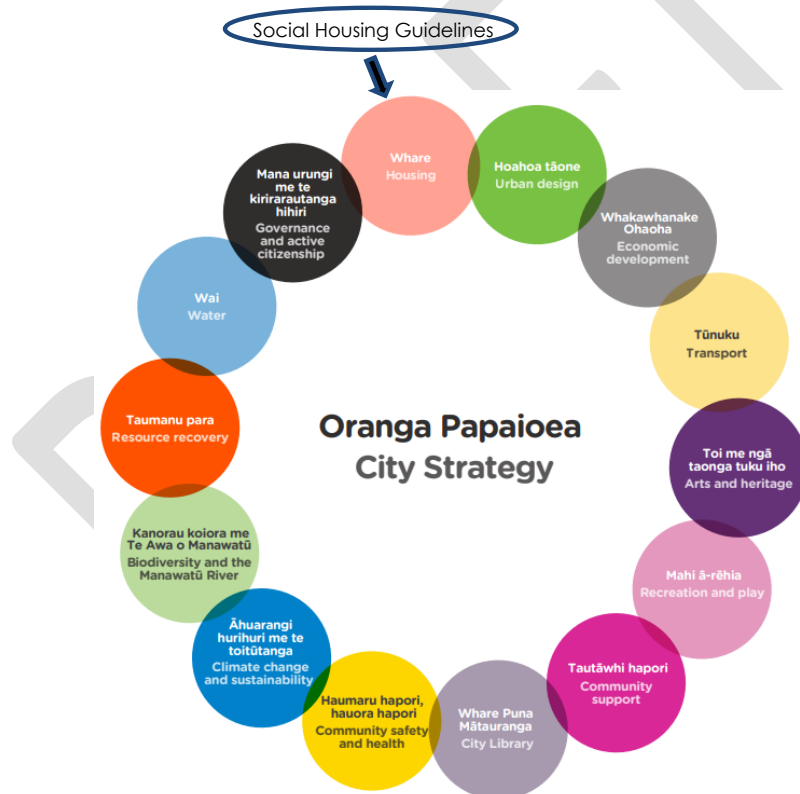 Social Housing Guidelines
Whare
Housing
Hoahoa tāone
Urban design
Whakawhanake
Ohaoha
Economic
development
Tūnuku
Transport
Toi me ngā
taonga tuku iho
Arts and heritage
Mahi ā-rēhia
Recreation and play
Tautāwhi hapori
Community
support
Whare Puna
Mātauranga
City Library
Haumaru hapori,
hauora hapori
Community safety
and health
Āhuarangi
hurihuri me te
toitūtanga
Climate change
and sustainability
Kanorau koiora me
Te Awa o Manawatū
Biodiversity and the
Manawatū River
Taumanu para
Resource recovery
Wai
Water
Mana urungi
me te
kirirarautanga
hihiri
Governance
and active
citizenship
Oranga Papaioea
City Strategy